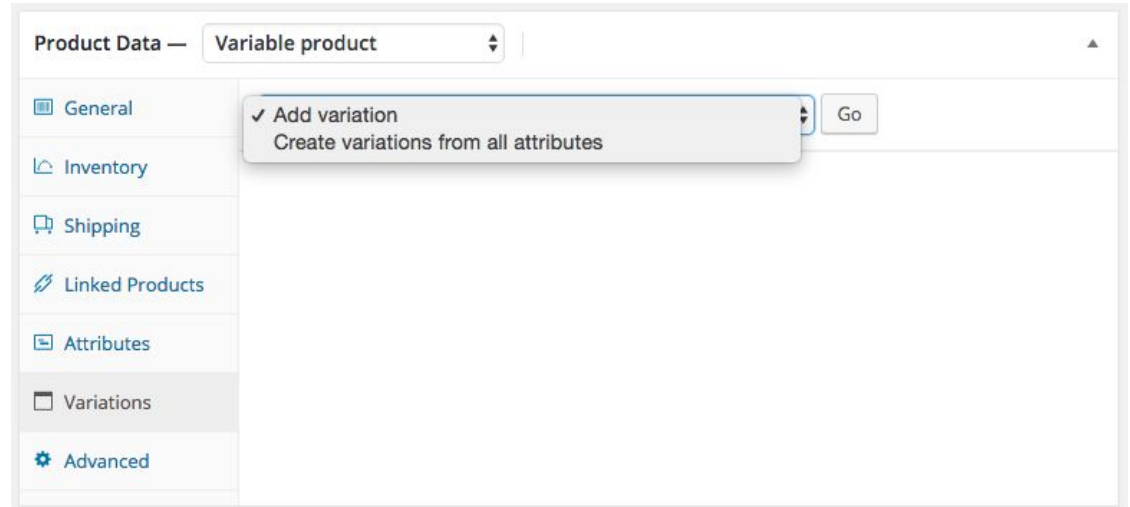 Product Data — Variable product
General
✓ Add variation
Go
Create variations from all attributes
Inventory
Shipping
Linked Products
Attributes
Variations
Advanced